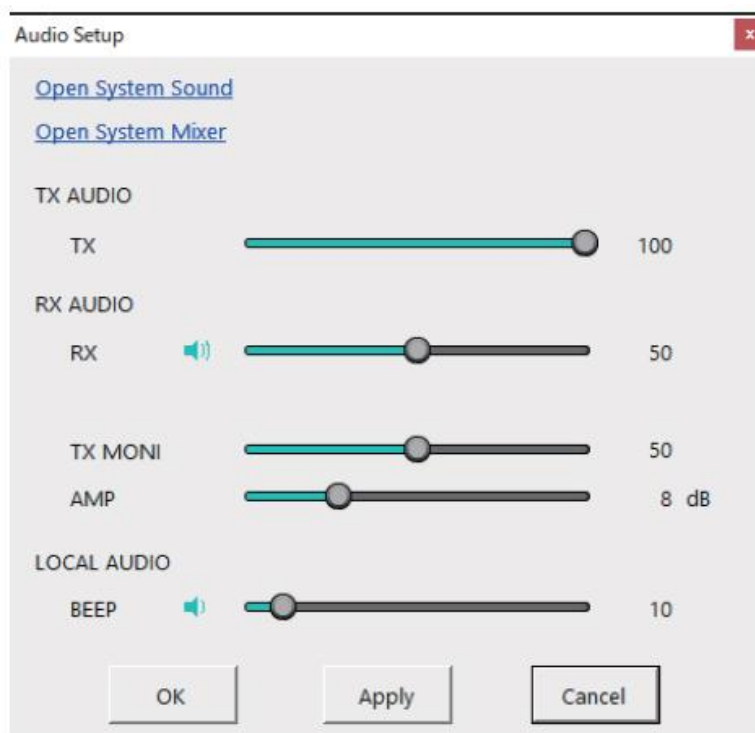 Audio Setup x
Open System Sound
Open System Mixer
TX AUDIO
TX 100
RX AUDIO
RX 50
TX MONI 50
AMP 8 dB
LOCAL AUDIO
BEEP 10
OK Apply Cancel